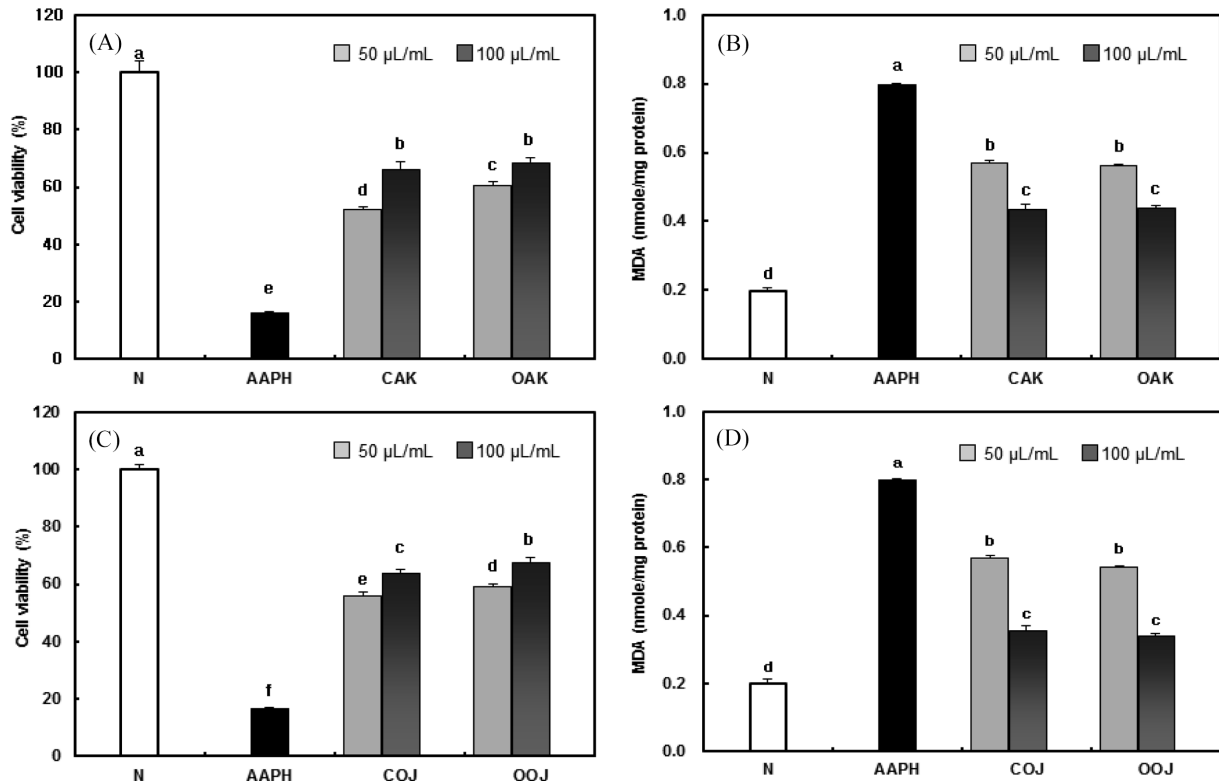 (A)
50 µL/mL 100 µL/mL
Cell viability (%)
120
100
80
60
40
20
0
a
e
d
b
c
b
N AAPH CAK OAK
(B)
50 µL/mL 100 µL/mL
MDA (nmole/mg protein)
1.0
0.8
0.6
0.4
0.2
0.0
d
a
b
c
b
c
N AAPH CAK OAK
(C)
50 µL/mL 100 µL/mL
Cell viability (%)
120
100
80
60
40
20
0
a
f
e
c
d
b
N AAPH COJ OOJ
(D)
50 µL/mL 100 µL/mL
MDA (nmole/mg protein)
1.0
0.8
0.6
0.4
0.2
0.0
d
a
b
c
b
c
N AAPH COJ OOJ